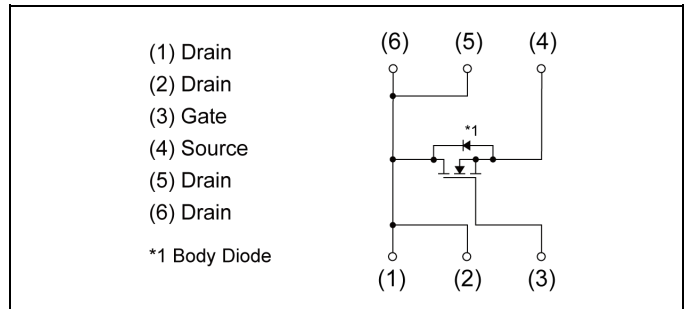 (1) Drain
(2) Drain
(3) Gate
(4) Source
(5) Drain
(6) Drain
*1 Body Diode
(6) (5) (4)
*1
(1) (2) (3)